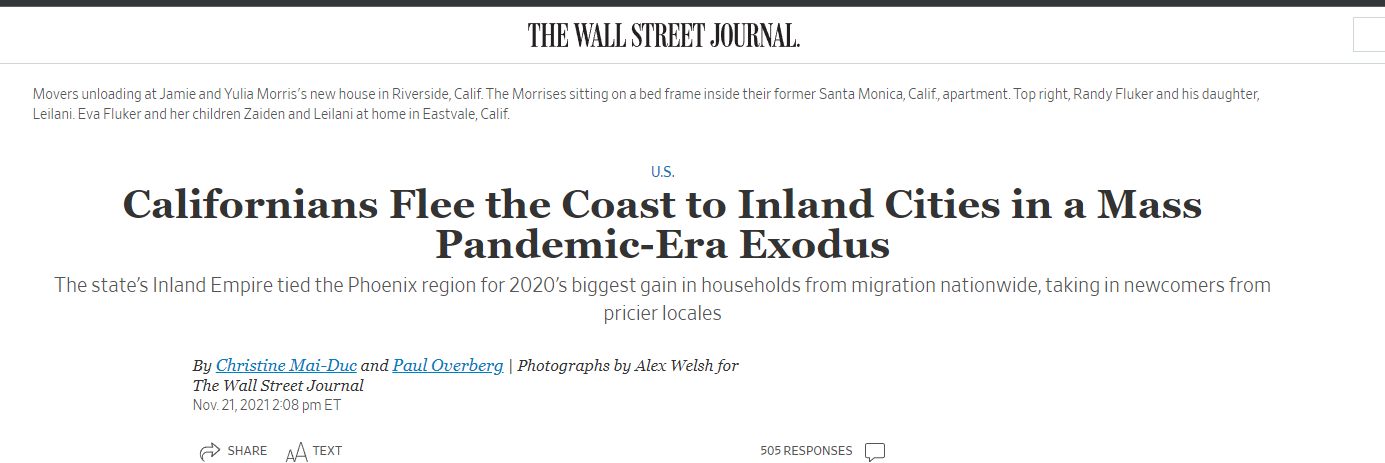 THE WALL STREET JOURNAL.
Movers unloading at Jamie and Yulia Morris's new house in Riverside, Calif. The Morrises sitting on a bed frame inside their former Santa Monica, Calif., apartment. Top right, Randy Fluker and his daughter,
Leilani. Eva Fluker and her children Zaiden and Leilani at home in Eastvale, Calif.
U.S.
Californians Flee the Coast to Inland Cities in a Mass
Pandemic-Era Exodus
The state's Inland Empire tied the Phoenix region for 2020's biggest gain in households from migration nationwide, taking in newcomers from
pricier locales
By Christine Mai-Duc and Paul Overberg | Photographs by Alex Welsh for
The Wall Street Journal
Nov. 21, 2021 2:08 pm ET
SHARE AA TEXT 505 RESPONSES